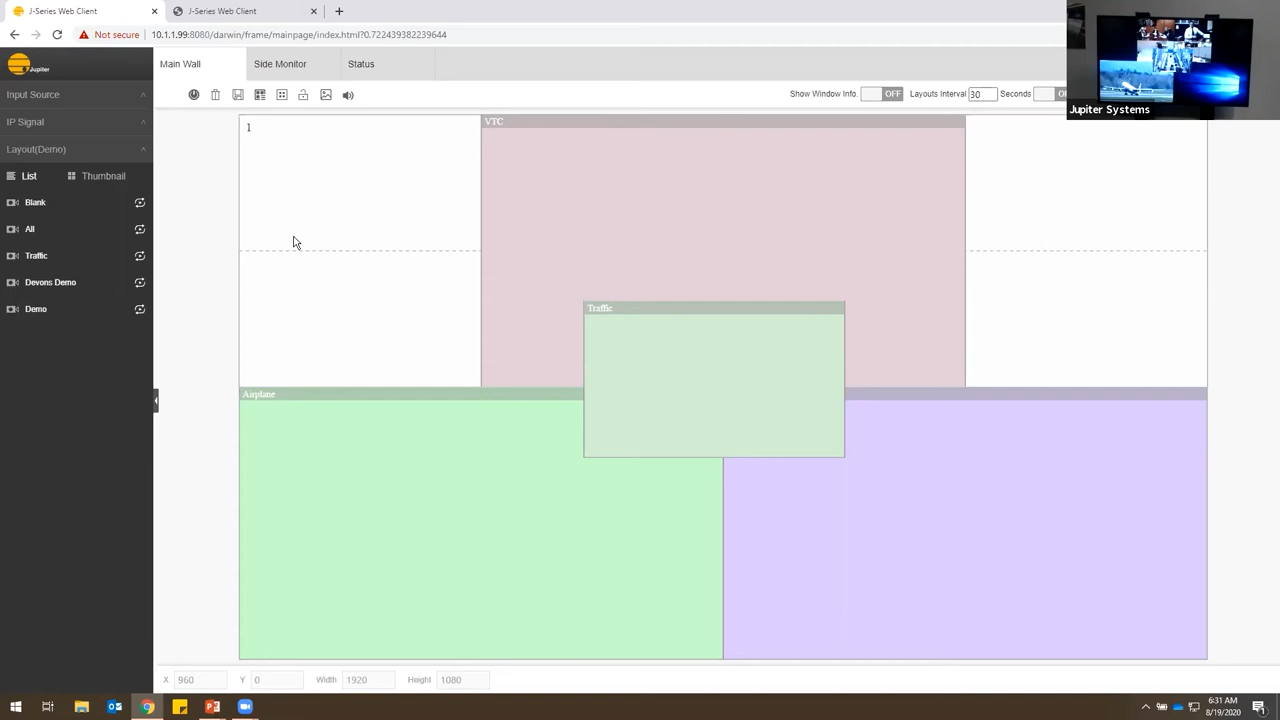 J-Series Web Client
J-Series Web Client
Not secure
10.1.1.99:8080/darwin/frame/mainpage/index.html?0.722439382239644
Jupiter
Main Wall
Side Monitor
Status
Input Source
Show Window Info.
OFF
Layouts Interval
30
Seconds
Jupiter Systems
IP Signal
1
VTC
Layout(Demo)
List
Thumbnail
Blank
All
Traffic
Devons Demo
Demo
Traffic
Airplane
X
960
Y
0
Width
1920
Height
1080
6:31 AM
8/19/2020